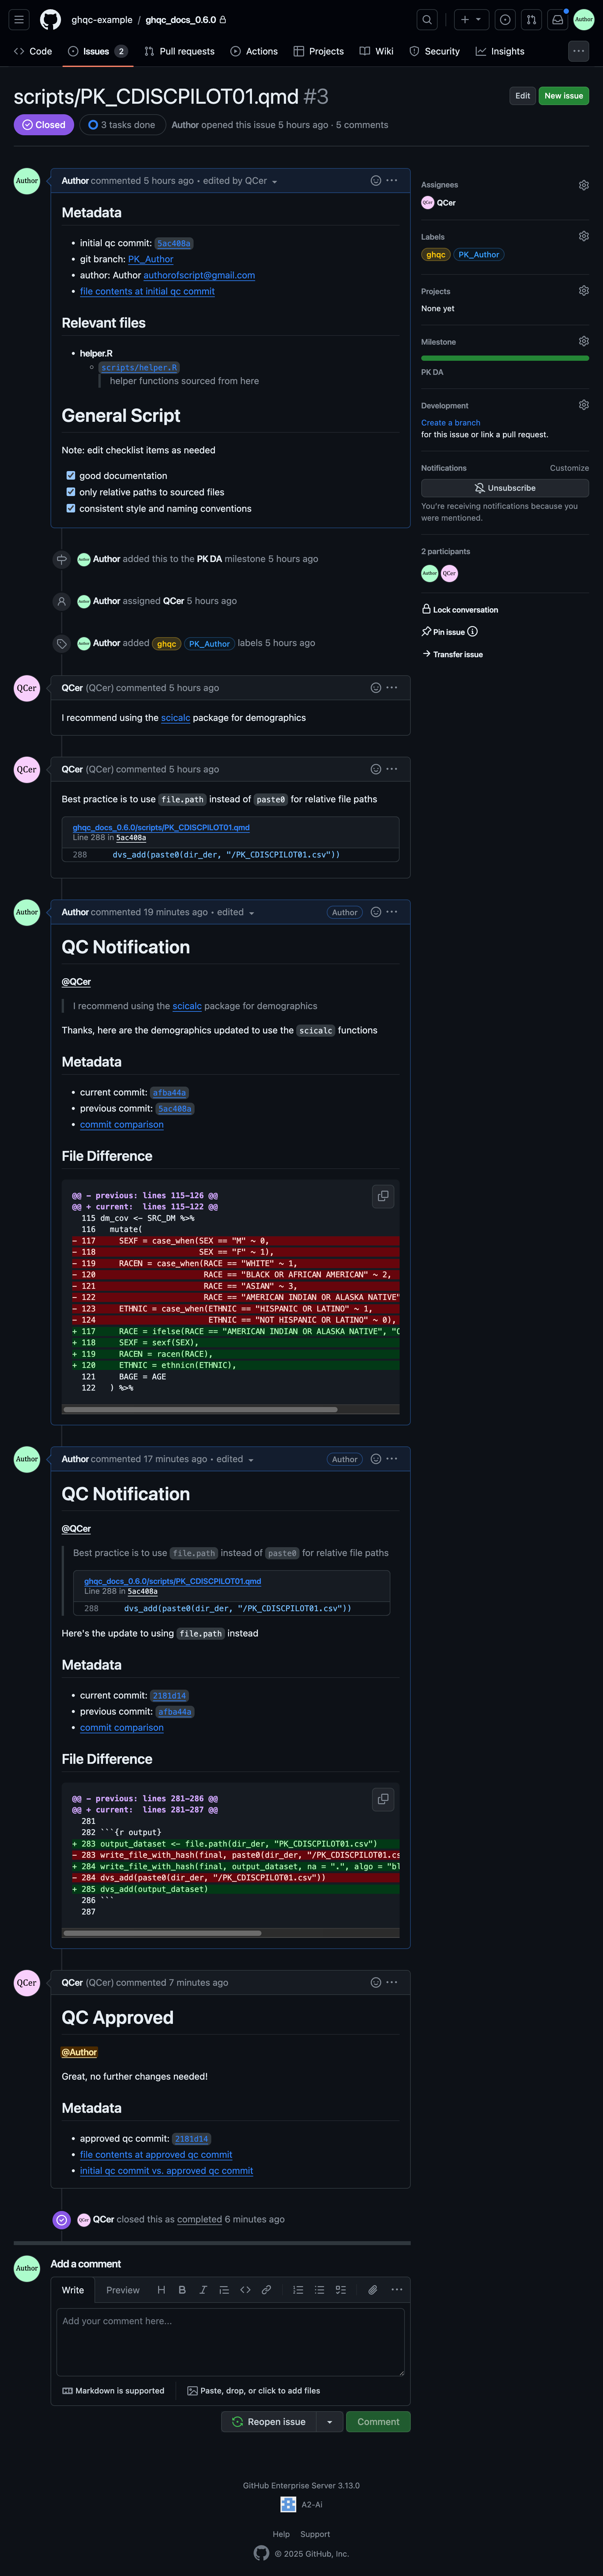 ghqc-example / ghqc_docs_0.6.0
Author
Code Issues 2 Pull requests Actions Projects Wiki Security Insights
scripts/PK_CDISCPILOT01.qmd #3
Edit New issue
Closed 3 tasks done Author opened this issue 5 hours ago · 5 comments
Author
Author commented 5 hours ago • edited by QCer
Metadata
• initial qc commit: 5ac408a
• git branch: PK_Author
• author: Author authorofscript@gmail.com
• file contents at initial qc commit
Relevant files
• helper.R
scripts/helper.R
helper functions sourced from here
General Script
Note: edit checklist items as needed
good documentation
only relative paths to sourced files
consistent style and naming conventions
Author Author added this to the PK DA milestone 5 hours ago
Author Author assigned QCer 5 hours ago
Author Author added ghqc PK_Author labels 5 hours ago
Assignees
QCer QCer
Labels
ghqc PK_Author
Projects
None yet
Milestone
PK DA
Development
Create a branch
for this issue or link a pull request.
Notifications Customize
Unsubscribe
You're receiving notifications because you
were mentioned.
2 participants
Author QCer
Lock conversation
Pin issue
Transfer issue
QCer
QCer (QCer) commented 5 hours ago
I recommend using the scicalc package for demographics
QCer
QCer (QCer) commented 5 hours ago
Best practice is to use file.path instead of paste0 for relative file paths
ghqc_docs_0.6.0/scripts/PK_CDISCPILOT01.qmd
Line 288 in 5ac408a
288 dvs_add(paste0(dir_der, "/PK_CDISCPILOT01.csv"))
Author
Author commented 19 minutes ago • edited Author
QC Notification
@QCer
I recommend using the scicalc package for demographics
Thanks, here are the demographics updated to use the scicalc functions
Metadata
• current commit: afba44a
• previous commit: 5ac408a
• commit comparison
File Difference
@@ - previous: lines 115-126 @@
@@ + current:  lines 115-122 @@
115 dm_cov <- SRC_DM %>%
116   mutate(
- 117     SEXF = case_when(SEX == "M" ~ 0,
- 118                      SEX == "F" ~ 1),
- 119     RACEN = case_when(RACE == "WHITE" ~ 1,
- 120                       RACE == "BLACK OR AFRICAN AMERICAN" ~ 2,
- 121                       RACE == "ASIAN" ~ 3,
- 122                       RACE == "AMERICAN INDIAN OR ALASKA NATIVE"
- 123     ETHNIC = case_when(ETHNIC == "HISPANIC OR LATINO" ~ 1,
- 124                        ETHNIC == "NOT HISPANIC OR LATINO" ~ 0),
+ 117     RACE = ifelse(RACE == "AMERICAN INDIAN OR ALASKA NATIVE", "O
+ 118     SEXF = sexf(SEX),
+ 119     RACEN = racen(RACE),
+ 120     ETHNIC = ethnicn(ETHNIC),
121     BAGE = AGE
122   ) %>%
Author
Author commented 17 minutes ago • edited Author
QC Notification
@QCer
Best practice is to use file.path instead of paste0 for relative file paths
ghqc_docs_0.6.0/scripts/PK_CDISCPILOT01.qmd
Line 288 in 5ac408a
288 dvs_add(paste0(dir_der, "/PK_CDISCPILOT01.csv"))
Here's the update to using file.path instead
Metadata
• current commit: 2181d14
• previous commit: afba44a
• commit comparison
File Difference
@@ - previous: lines 281-286 @@
@@ + current:  lines 281-287 @@
281
282 ```{r output}
+ 283 output_dataset <- file.path(dir_der, "PK_CDISCPILOT01.csv")
- 283 write_file_with_hash(final, paste0(dir_der, "/PK_CDISCPILOT01.cs
+ 284 write_file_with_hash(final, output_dataset, na = ".", algo = "bl
- 284 dvs_add(paste0(dir_der, "/PK_CDISCPILOT01.csv"))
+ 285 dvs_add(output_dataset)
286 ```
287
QCer
QCer (QCer) commented 7 minutes ago
QC Approved
@Author
Great, no further changes needed!
Metadata
• approved qc commit: 2181d14
• file contents at approved qc commit
• initial qc commit vs. approved qc commit
QCer QCer closed this as completed 6 minutes ago
Author
Add a comment
Write Preview
Add your comment here...
Markdown is supported Paste, drop, or click to add files
Reopen issue Comment
GitHub Enterprise Server 3.13.0
A2-Ai
Help Support
© 2025 GitHub, Inc.